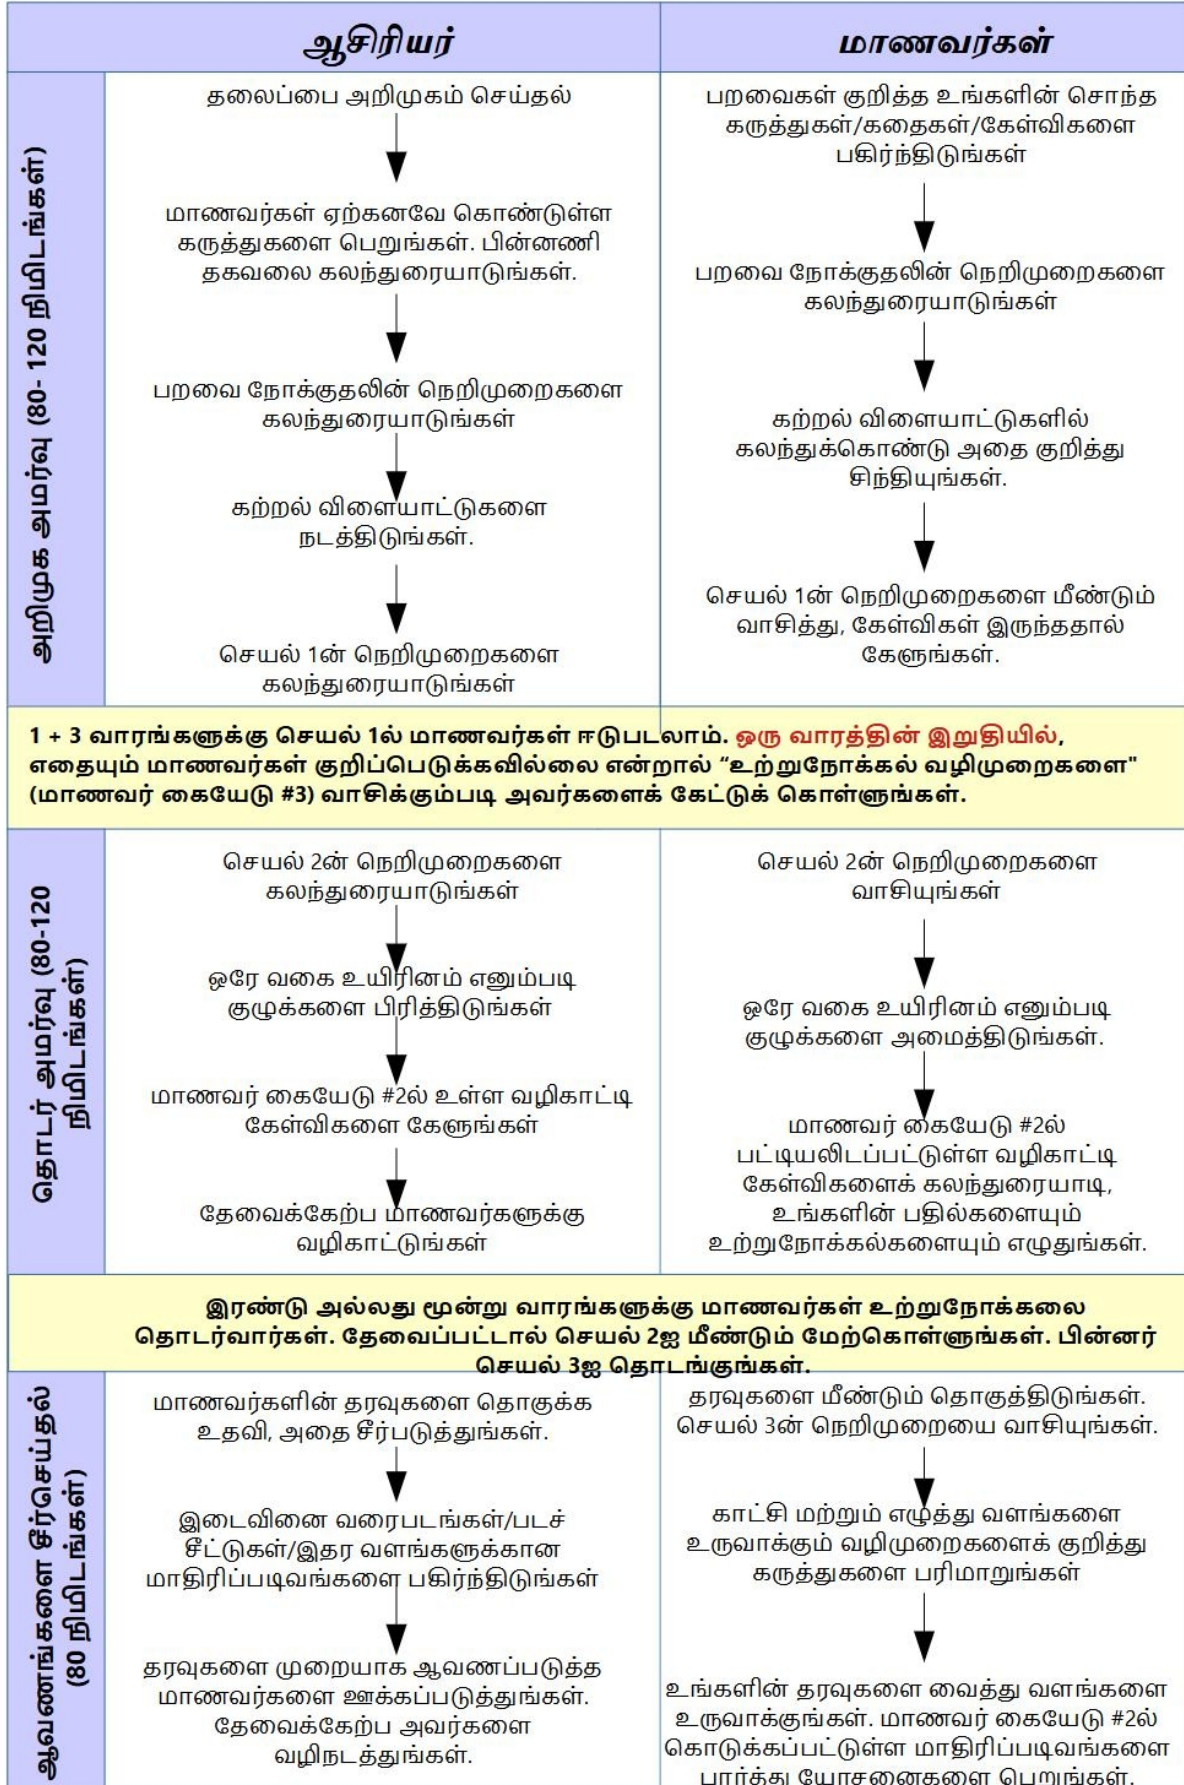 ஆசிரியர்
மாணவர்கள்
அறிமுக அமர்வு (80- 120 நிமிடங்கள்)
தலைப்பை அறிமுகம் செய்தல்
மாணவர்கள் ஏற்கனவே கொண்டுள்ள
கருத்துகளை பெறுங்கள். பின்னணி
தகவலை கலந்துரையாடுங்கள்.
பறவை நோக்குதலின் நெறிமுறைகளை
கலந்துரையாடுங்கள்
கற்றல் விளையாட்டுகளை
நடத்திடுங்கள்.
செயல் 1ன் நெறிமுறைகளை
கலந்துரையாடுங்கள்
பறவைகள் குறித்த உங்களின் சொந்த
கருத்துகள்/கதைகள்/கேள்விகளை
பகிர்ந்திடுங்கள்
பறவை நோக்குதலின் நெறிமுறைகளை
கலந்துரையாடுங்கள்
கற்றல் விளையாட்டுகளில்
கலந்துக்கொண்டு அதை குறித்து
சிந்தியுங்கள்.
செயல் 1ன் நெறிமுறைகளை மீண்டும்
வாசித்து, கேள்விகள் இருந்ததால்
கேளுங்கள்.
1 + 3 வாரங்களுக்கு செயல் 1ல் மாணவர்கள் ஈடுபடலாம். ஒரு வாரத்தின் இறுதியில்,
எதையும் மாணவர்கள் குறிப்பெடுக்கவில்லை என்றால் “உற்றுநோக்கல் வழிமுறைகளை"
(மாணவர் கையேடு #3) வாசிக்கும்படி அவர்களைக் கேட்டுக் கொள்ளுங்கள்.
தொடர் அமர்வு (80-120
நிமிடங்கள்)
செயல் 2ன் நெறிமுறைகளை
கலந்துரையாடுங்கள்
ஒரே வகை உயிரினம் எனும்படி
குழுக்களை பிரித்திடுங்கள்
மாணவர் கையேடு #2ல் உள்ள வழிகாட்டி
கேள்விகளை கேளுங்கள்
தேவைக்கேற்ப மாணவர்களுக்கு
வழிகாட்டுங்கள்
செயல் 2ன் நெறிமுறைகளை
வாசியுங்கள்
ஒரே வகை உயிரினம் எனும்படி
குழுக்களை அமைத்திடுங்கள்.
மாணவர் கையேடு #2ல்
பட்டியலிடப்பட்டுள்ள வழிகாட்டி
கேள்விகளைக் கலந்துரையாடி,
உங்களின் பதில்களையும்
உற்றுநோக்கல்களையும் எழுதுங்கள்.
இரண்டு அல்லது மூன்று வாரங்களுக்கு மாணவர்கள் உற்றுநோக்கலை
தொடர்வார்கள். தேவைப்பட்டால் செயல் 2ஐ மீண்டும் மேற்கொள்ளுங்கள். பின்னர்
செயல் 3ஐ தொடங்குங்கள்.
ஆவணங்களை சீர்செய்தல்
(80 நிமிடங்கள்)
மாணவர்களின் தரவுகளை தொகுக்க
உதவி, அதை சீர்படுத்துங்கள்.
இடைவினை வரைபடங்கள்/படச்
சீட்டுகள்/இதர வளங்களுக்கான
மாதிரிப்படிவங்களை பகிர்ந்திடுங்கள்
தரவுகளை முறையாக ஆவணப்படுத்த
மாணவர்களை ஊக்கப்படுத்துங்கள்.
தேவைக்கேற்ப அவர்களை
வழிநடத்துங்கள்.
தரவுகளை மீண்டும் தொகுத்திடுங்கள்.
செயல் 3ன் நெறிமுறையை வாசியுங்கள்.
காட்சி மற்றும் எழுத்து வளங்களை
உருவாக்கும் வழிமுறைகளைக் குறித்து
கருத்துகளை பரிமாறுங்கள்
உங்களின் தரவுகளை வைத்து வளங்களை
உருவாக்குங்கள். மாணவர் கையேடு #2ல்
கொடுக்கப்பட்டுள்ள மாதிரிப்படிவங்களை
பார்த்து யோசனைகளை பெறுங்கள்.